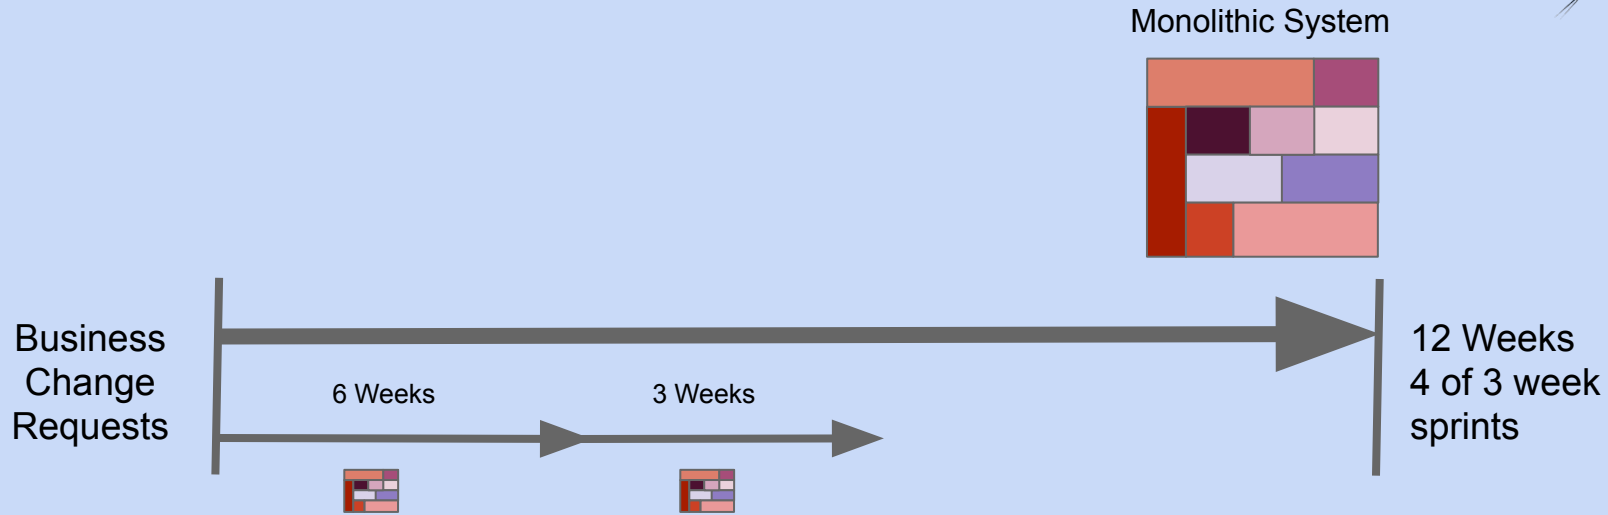 Monolithic System
Business
Change
Requests
6 Weeks
3 Weeks
12 Weeks
4 of 3 week
sprints